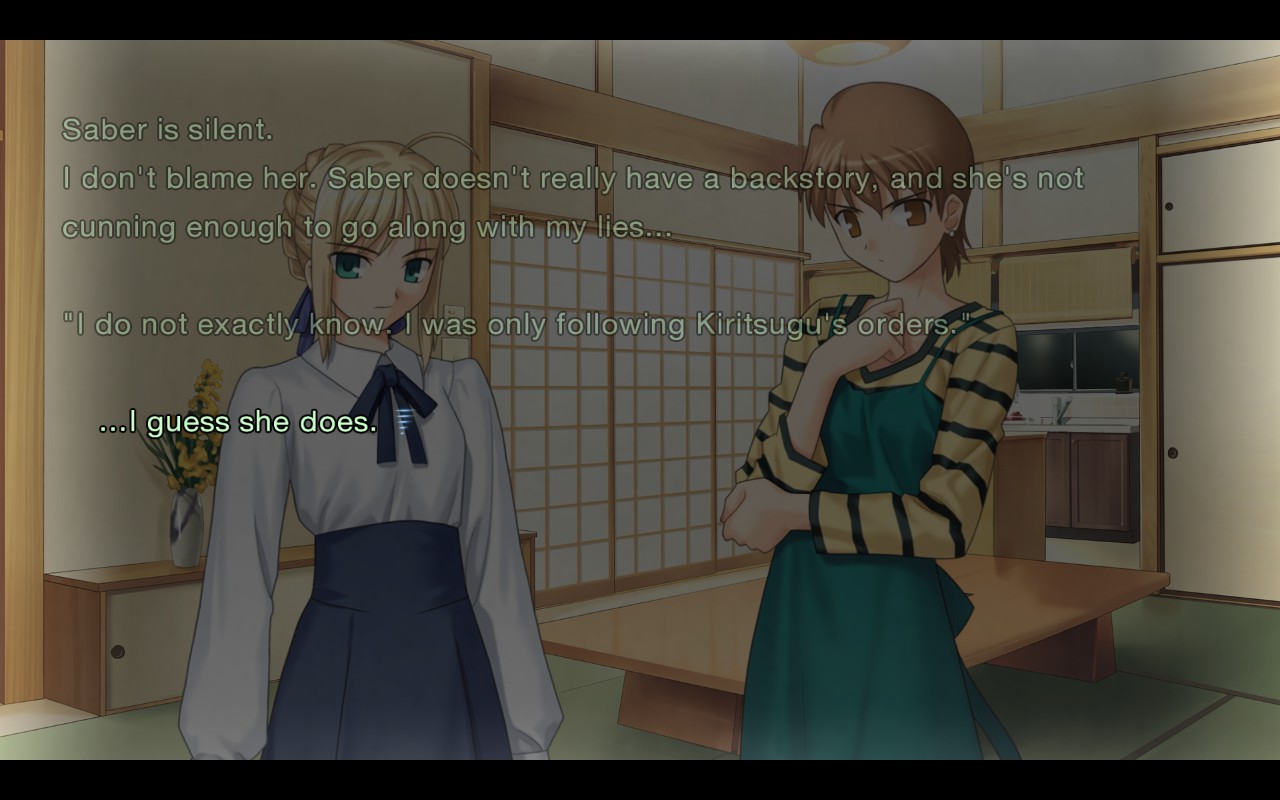 Saber is silent.
I don't blame her. Saber doesn't really have a backstory, and she's not
cunning enough to go along with my lies...
"I do not exactly know. I was only following Kiritsugu's orders."
...I guess she does.